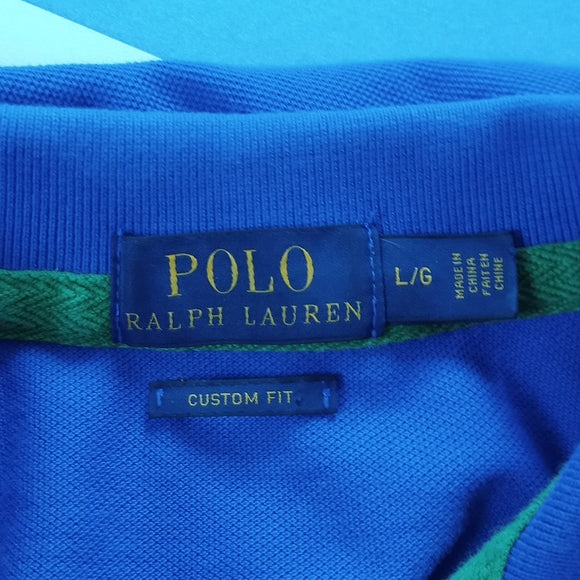 POLO
RALPH LAUREN
L/G
MADE IN
CHINA
FAIT EN
CHINE
CUSTOM FIT